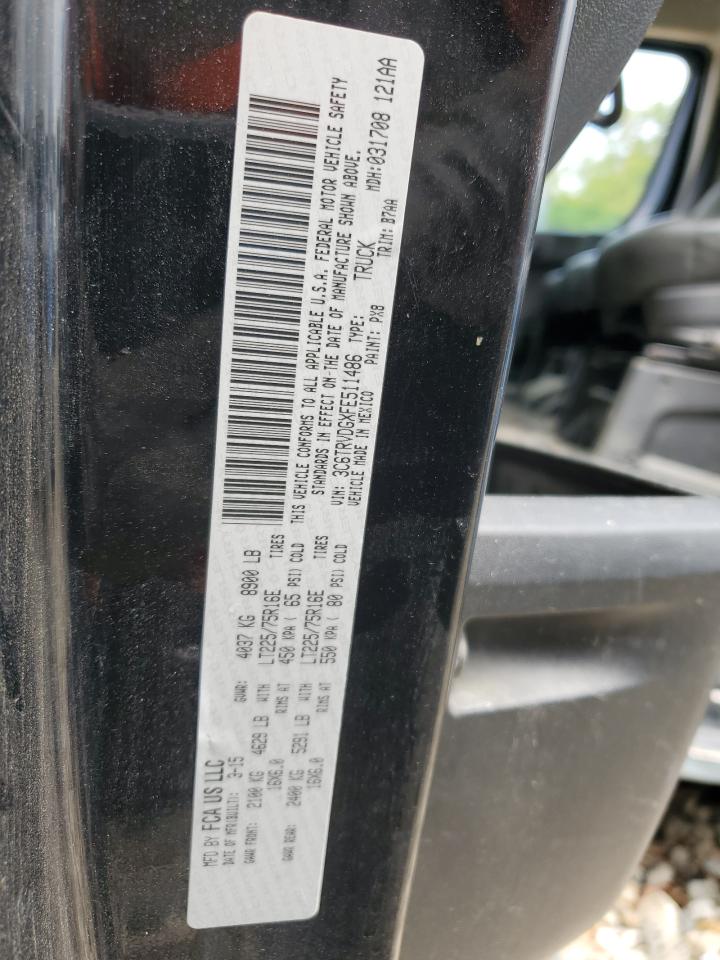 MFD BY FCA US LLC
DATE OF MFR(BUILT): 3-15 GVWR: 4037 KG 8900 LB
GAWR FRONT: 2100 KG 4629 LB WITH LT225/75R16E TIRES
16X6.0 RIMS AT 450 KPA ( 65 PSI) COLD
GAWR REAR: 2400 KG 5291 LB WITH LT225/75R16E TIRES
16X6.0 RIMS AT 550 KPA ( 80 PSI) COLD
THIS VEHICLE CONFORMS TO ALL APPLICABLE U.S.A. FEDERAL MOTOR VEHICLE SAFETY
STANDARDS IN EFFECT ON THE DATE OF MANUFACTURE SHOWN ABOVE.
VIN: 3C6TRVDGXFE511486 TYPE: TRUCK MDH:031708 121AA
VEHICLE MADE IN MEXICO PAINT: PX8 TRIM: B7AA